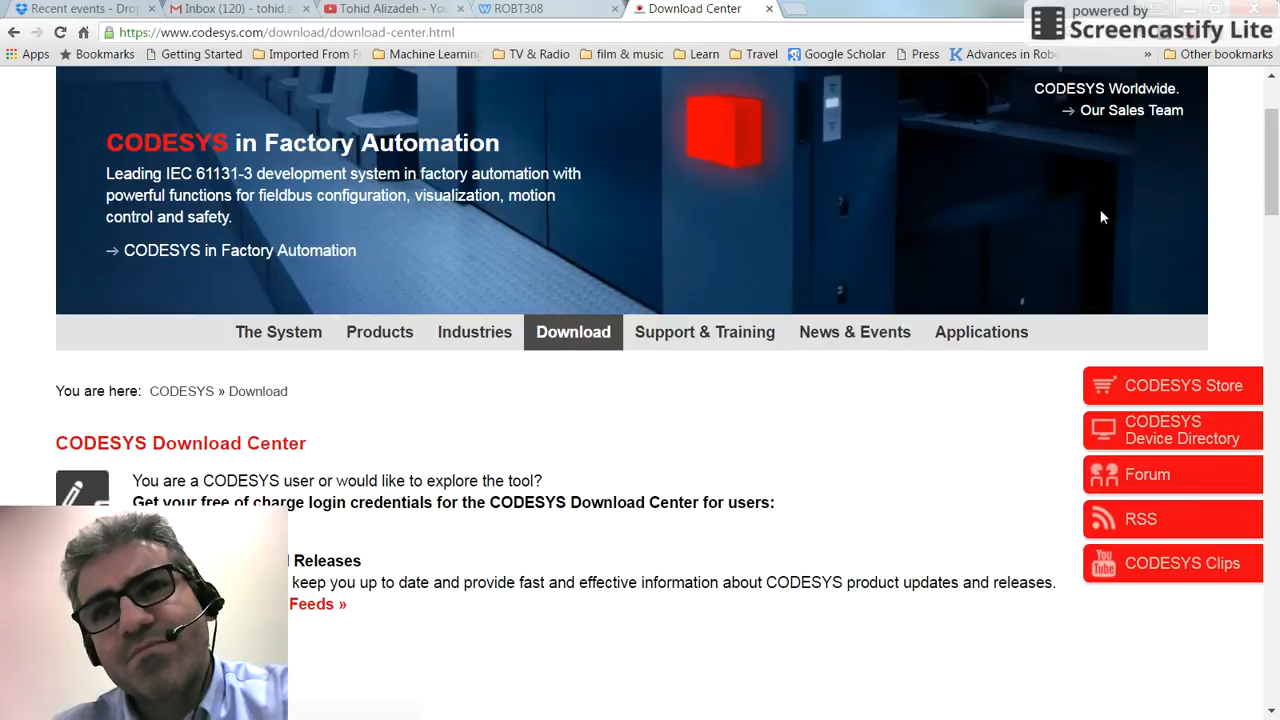 Recent events - Drop
Inbox (120) - tohid.a
Tohid Alizadeh - You
ROBT308
Download Center
powered by
Screencastify Lite
https://www.codesys.com/download/download-center.html
Apps
Bookmarks
Getting Started
Imported From F
Machine Learning
TV & Radio
film & music
Learn
Travel
Google Scholar
Press
Advances in Robo
»
Other bookmarks
CODESYS Worldwide.
→ Our Sales Team
CODESYS in Factory Automation
Leading IEC 61131-3 development system in factory automation with
powerful functions for fieldbus configuration, visualization, motion
control and safety.
→ CODESYS in Factory Automation
The System
Products
Industries
Download
Support & Training
News & Events
Applications
You are here: CODESYS » Download
CODESYS Store
CODESYS
Device Directory
Forum
RSS
You
Tube
CODESYS Clips
CODESYS Download Center
You are a CODESYS user or would like to explore the tool?
Get your free of charge login credentials for the CODESYS Download Center for users:
Releases
keep you up to date and provide fast and effective information about CODESYS product updates and releases.
Feeds »